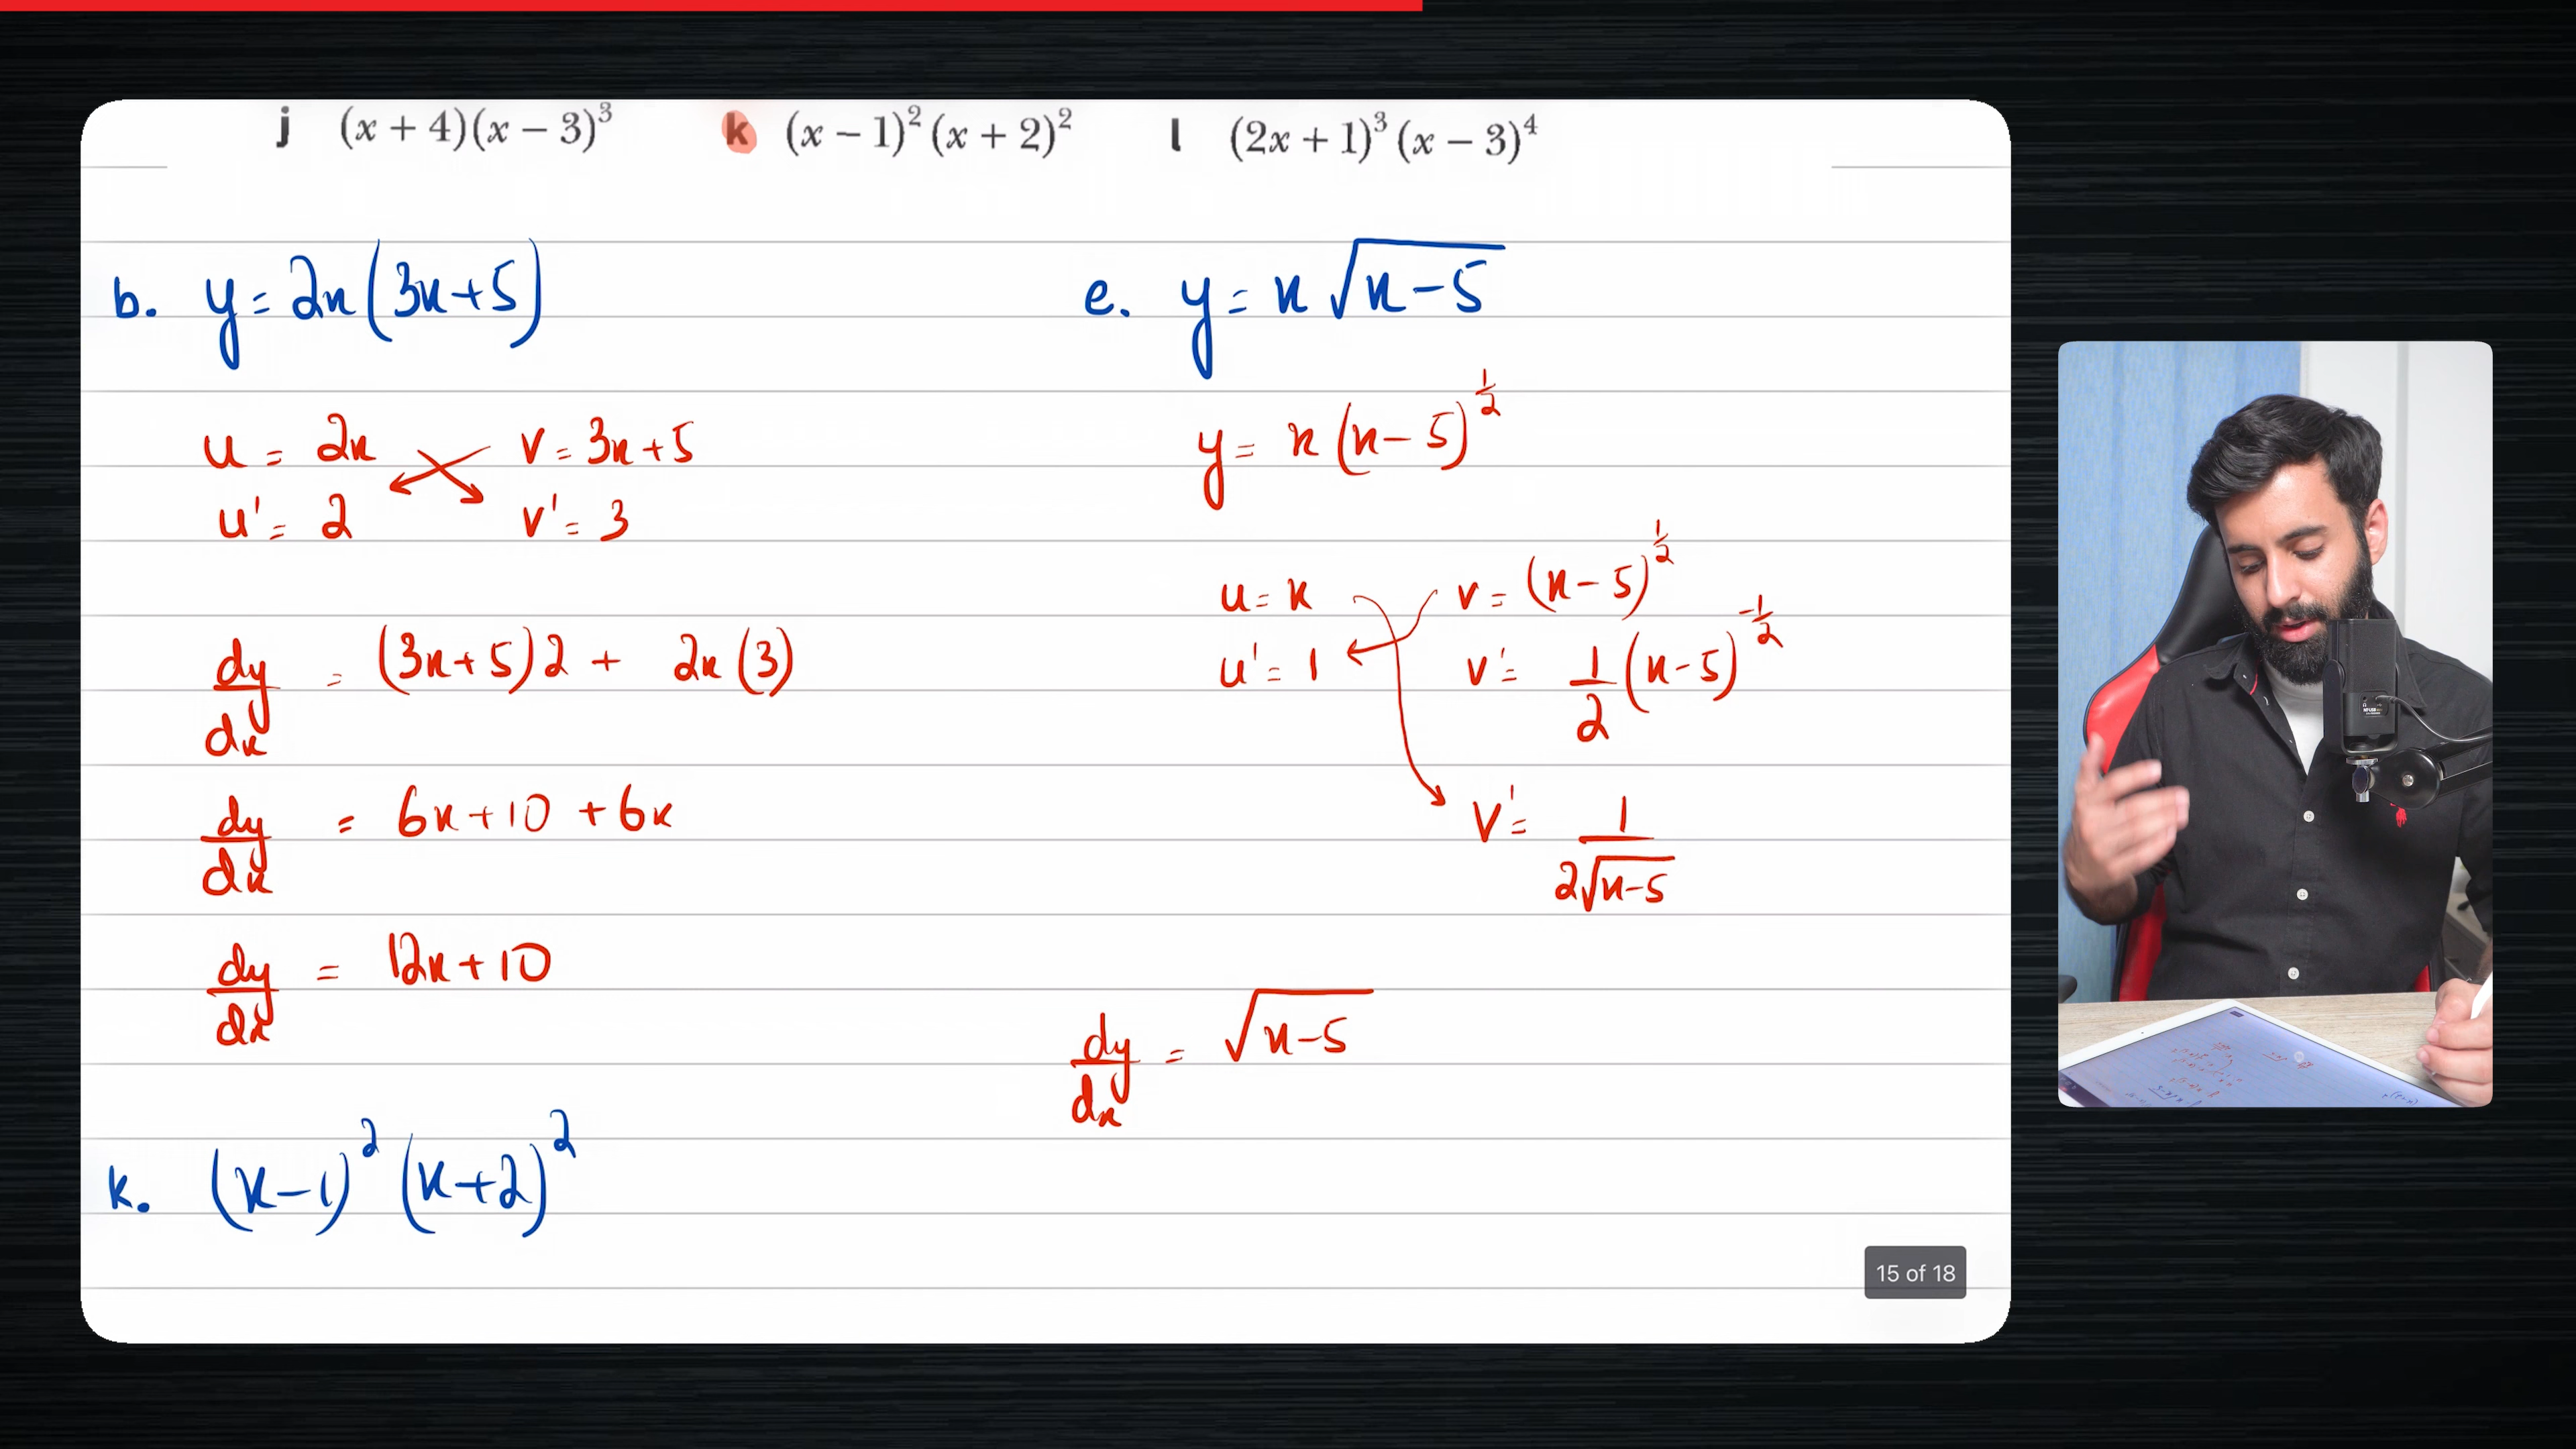 j (x + 4)(x − 3)³ k (x − 1)² (x + 2)² l (2x + 1)³ (x − 3)⁴
b. y = 2x(3x+5)
u = 2x v = 3x+5
u' = 2 v' = 3
dy/dx = (3x+5)2 + 2x(3)
dy/dx = 6x+10 +6x
dy/dx = 12x+10
k. (x−1)² (x+2)²
e. y = x √(x−5)
y = x (x−5)^(1/2)
u = x v = (x−5)^(1/2)
u' = 1 v' = 1/2 (x−5)^(−1/2)
v' = 1/(2√(x−5))
dy/dx = √(x−5)
15 of 18